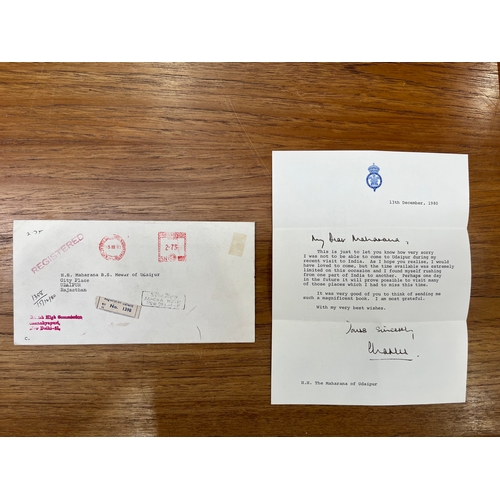 REGISTERED
2·75
H.H. Maharana B.S. Mewar of Udaipur
City Place
UDAIPUR
Rajasthan
No. 1398
British High Commission
Chanakyapuri,
New Delhi-21,
C.
13th December, 1980
My Dear Maharana,
This is just to let you know how very sorry
I was not to be able to come to Udaipur during my
recent visit to India. As I hope you realise, I would
have loved to come, but the time available was extremely
limited on this occasion and I found myself rushing
from one part of India to another. Perhaps one day
in the future it will prove possible to visit many
of the places which I had to miss this time.
It was very good of you to think of sending me
such a magnificent book. I am most grateful.
With my very best wishes.
Yours sincerely,
Charles
H.H. The Maharana of Udaipur